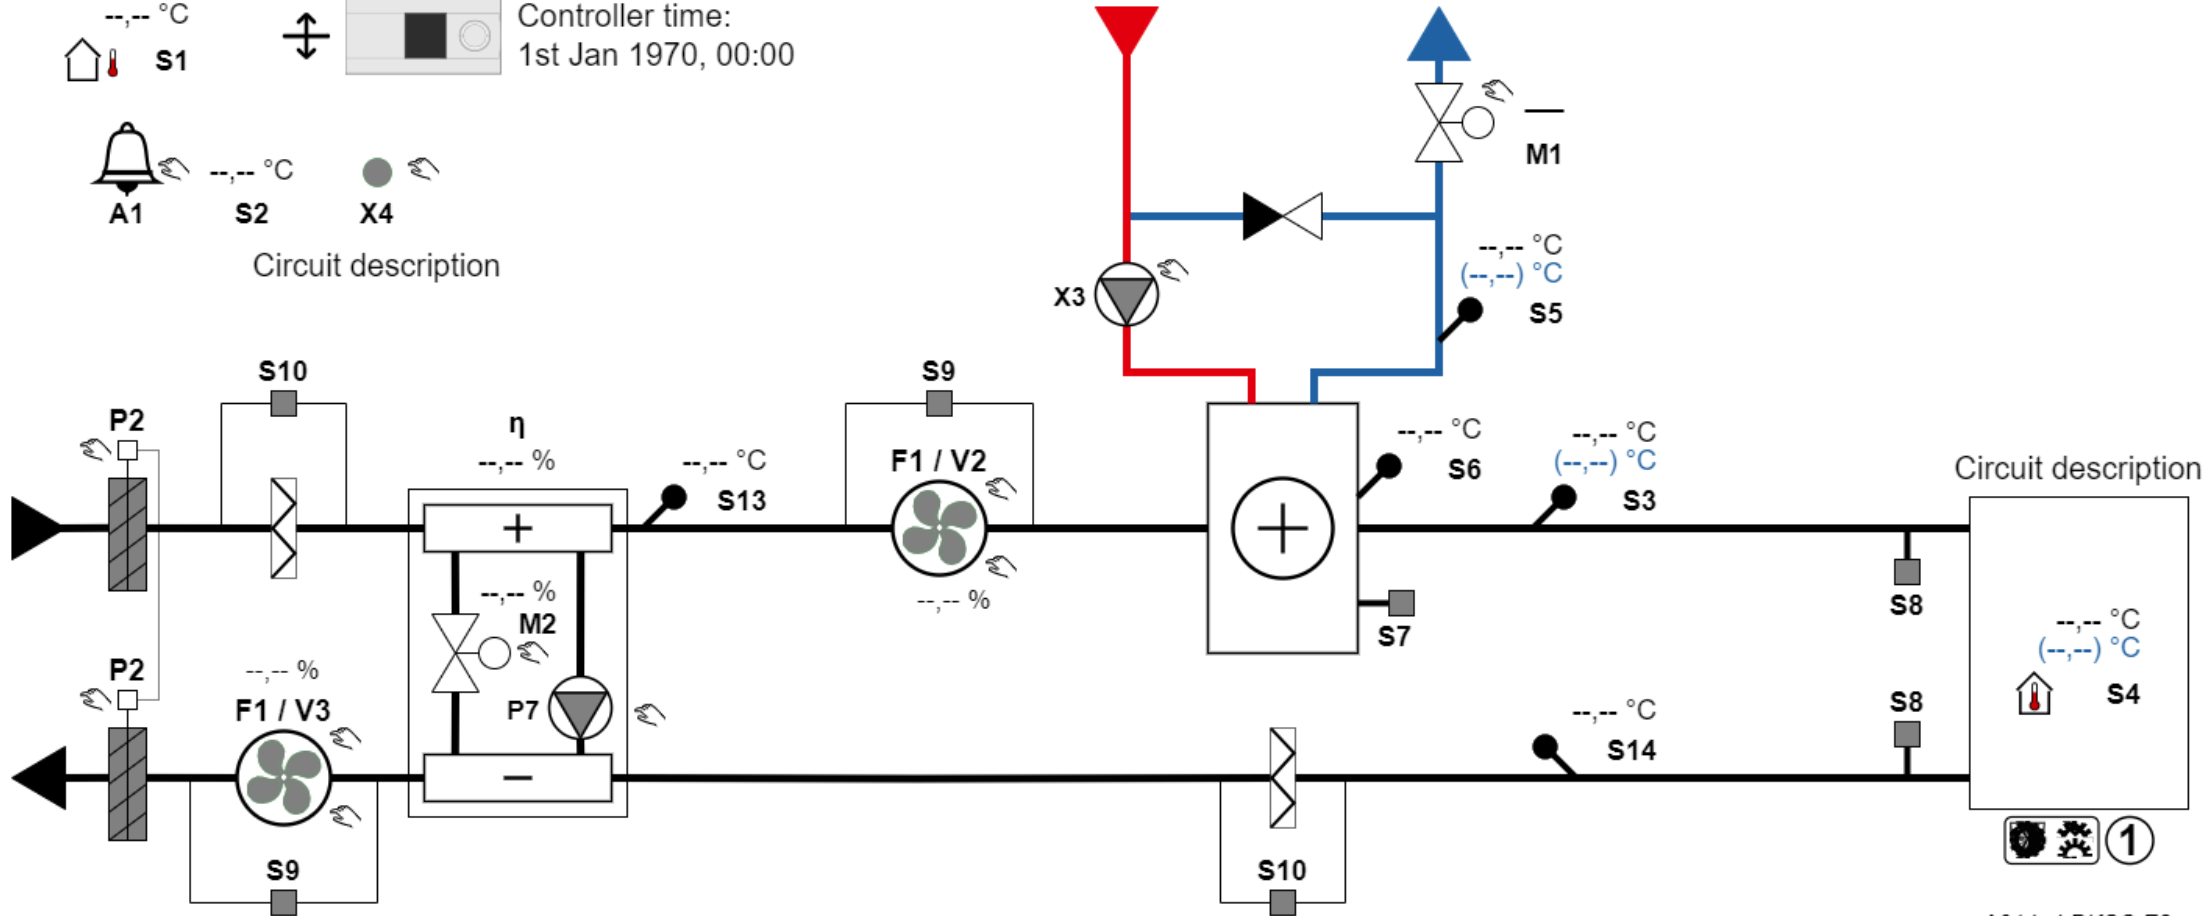 --,-- °C
S1
Controller time:
1st Jan 1970, 00:00
A1
--,-- °C
S2
X4
Circuit description
M1
X3
--,-- °C
(--,--) °C
S5
S10
P2
η
--,-- %
--,-- °C
S13
S9
F1 / V2
--,-- %
--,-- °C
S6
--,-- °C
(--,--) °C
S3
Circuit description
S7
S8
--,-- %
M2
P7
P2
--,-- %
F1 / V3
S9
--,-- °C
S14
S10
S8
--,-- °C
(--,--) °C
S4
1